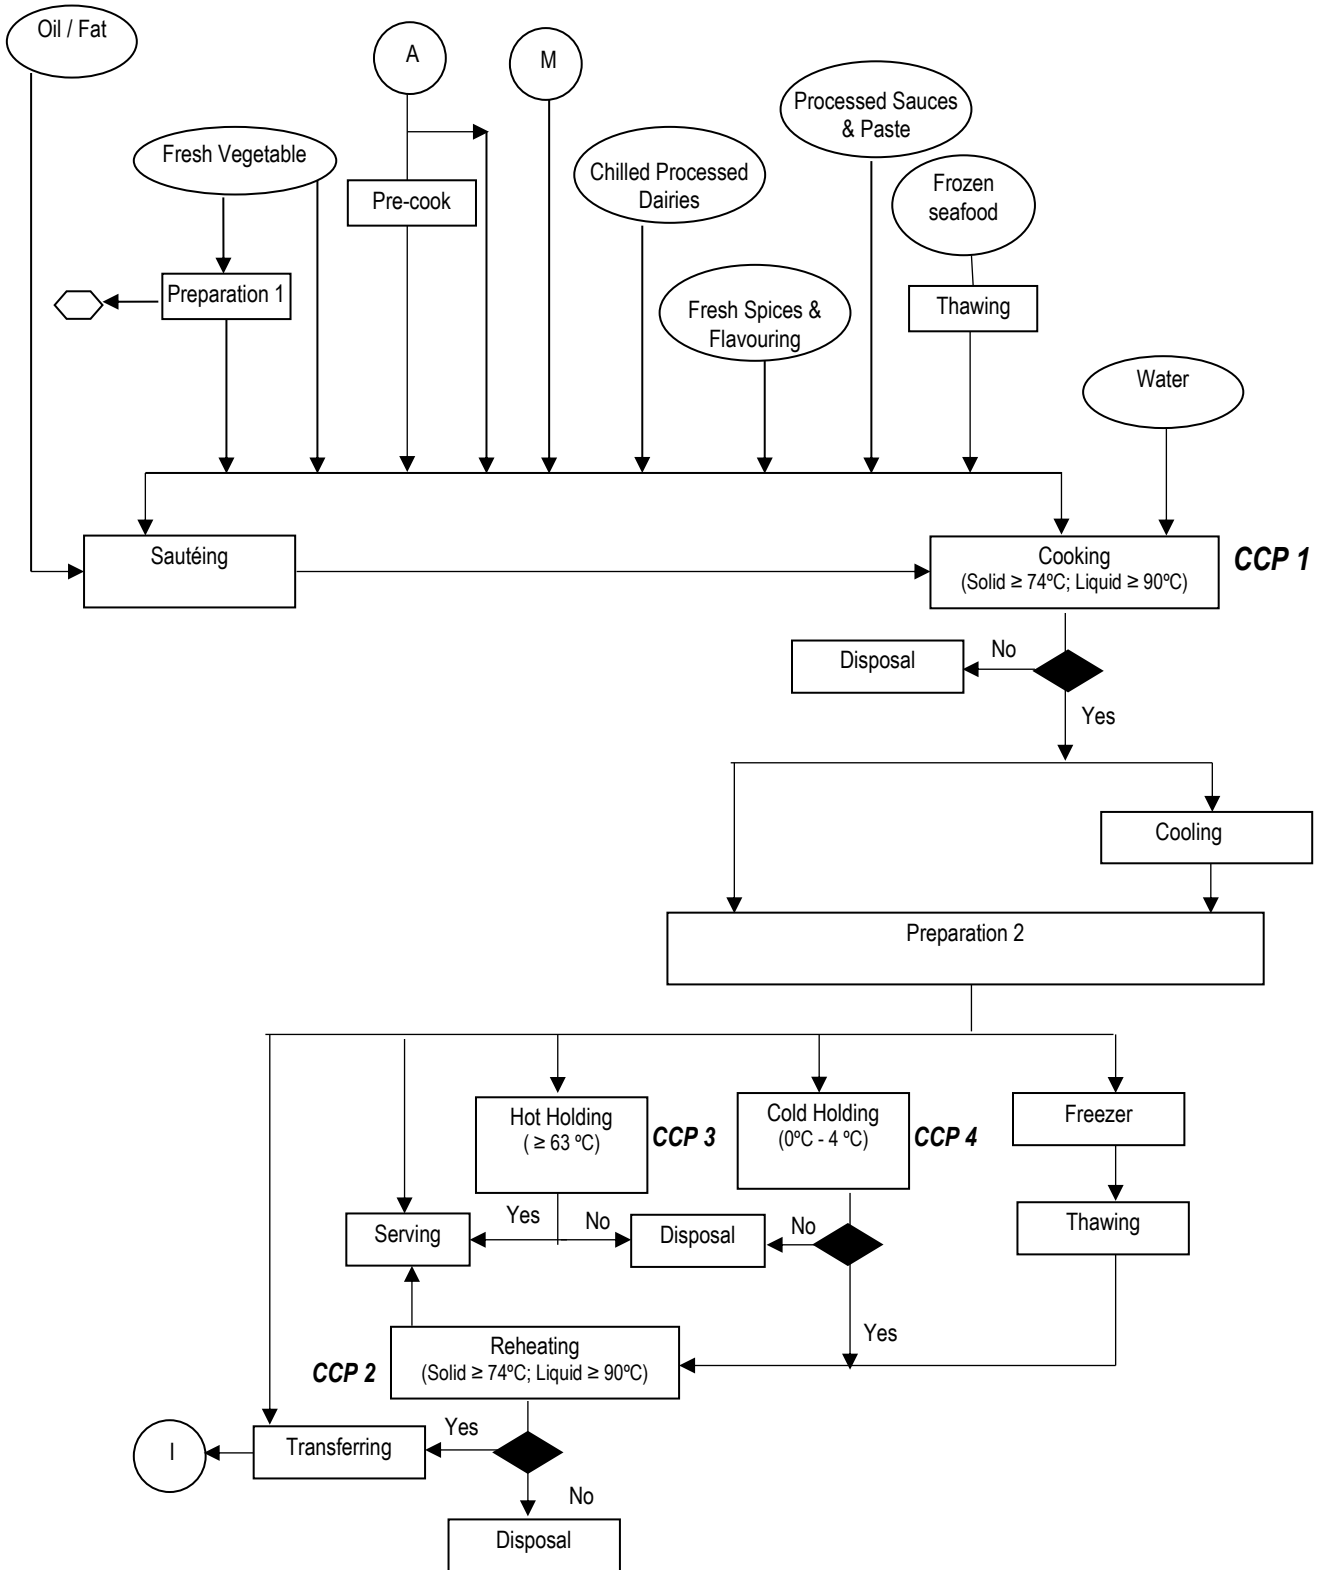 Oil / Fat
A
M
Processed Sauces
& Paste
Fresh Vegetable
Chilled Processed
Dairies
Frozen
seafood
Pre-cook
Preparation 1
Fresh Spices &
Flavouring
Thawing
Water
Sautéing
Cooking
(Solid ≥ 74ºC; Liquid ≥ 90ºC)
CCP 1
Disposal
No
Yes
Cooling
Preparation 2
Hot Holding
( ≥ 63 ºC)
CCP 3
Cold Holding
(0ºC - 4 ºC)
CCP 4
Freezer
Serving
Yes
No
Disposal
No
Thawing
Yes
Reheating
(Solid ≥ 74ºC; Liquid ≥ 90ºC)
CCP 2
I
Transferring
Yes
No
Disposal